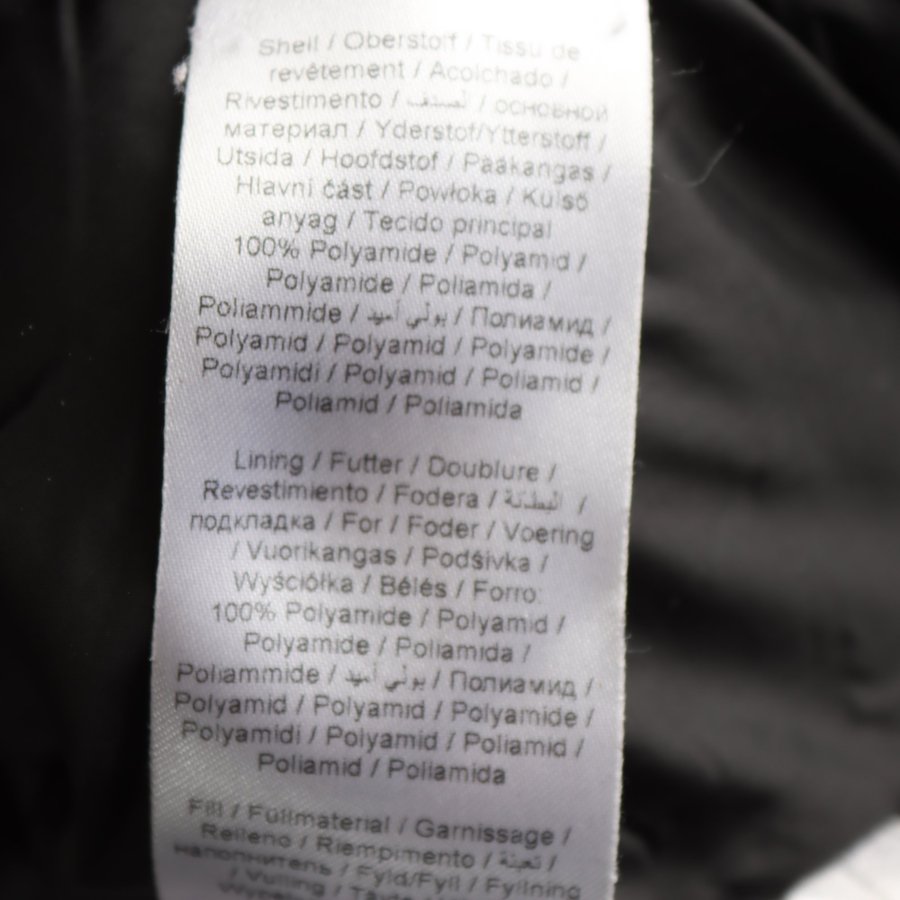 Shell / Oberstoff / Tissu de
revêtement / Acolchado /
Rivestimento / الصدف / основной
материал / Yderstof/Ytterstoff /
Utsida / Hoofdstof / Pääkangas /
Hlavní část / Powłoka / Külső
anyag / Tecido principal
100% Polyamide / Polyamid /
Polyamide / Poliamida /
Poliammide / بولي أميد / Полиамид /
Polyamid / Polyamid / Polyamide /
Polyamidi / Polyamid / Poliamid /
Poliamid / Poliamida
Lining / Futter / Doublure /
Revestimiento / Fodera / البطانة /
подкладка / For / Foder / Voering
/ Vuorikangas / Podšívka /
Wyściółka / Bélés / Forro:
100% Polyamide / Polyamid /
Polyamide / Poliamida /
Poliammide / بولي أميد / Полиамид /
Polyamid / Polyamid / Polyamide /
Polyamidi / Polyamid / Poliamid /
Poliamid / Poliamida
Fill / Füllmaterial / Garnissage /
Relleno / Riempimento / تعبئة /
наполнитель / Fyld/Fyll / Fyllning
/ Vulling / Täyte /